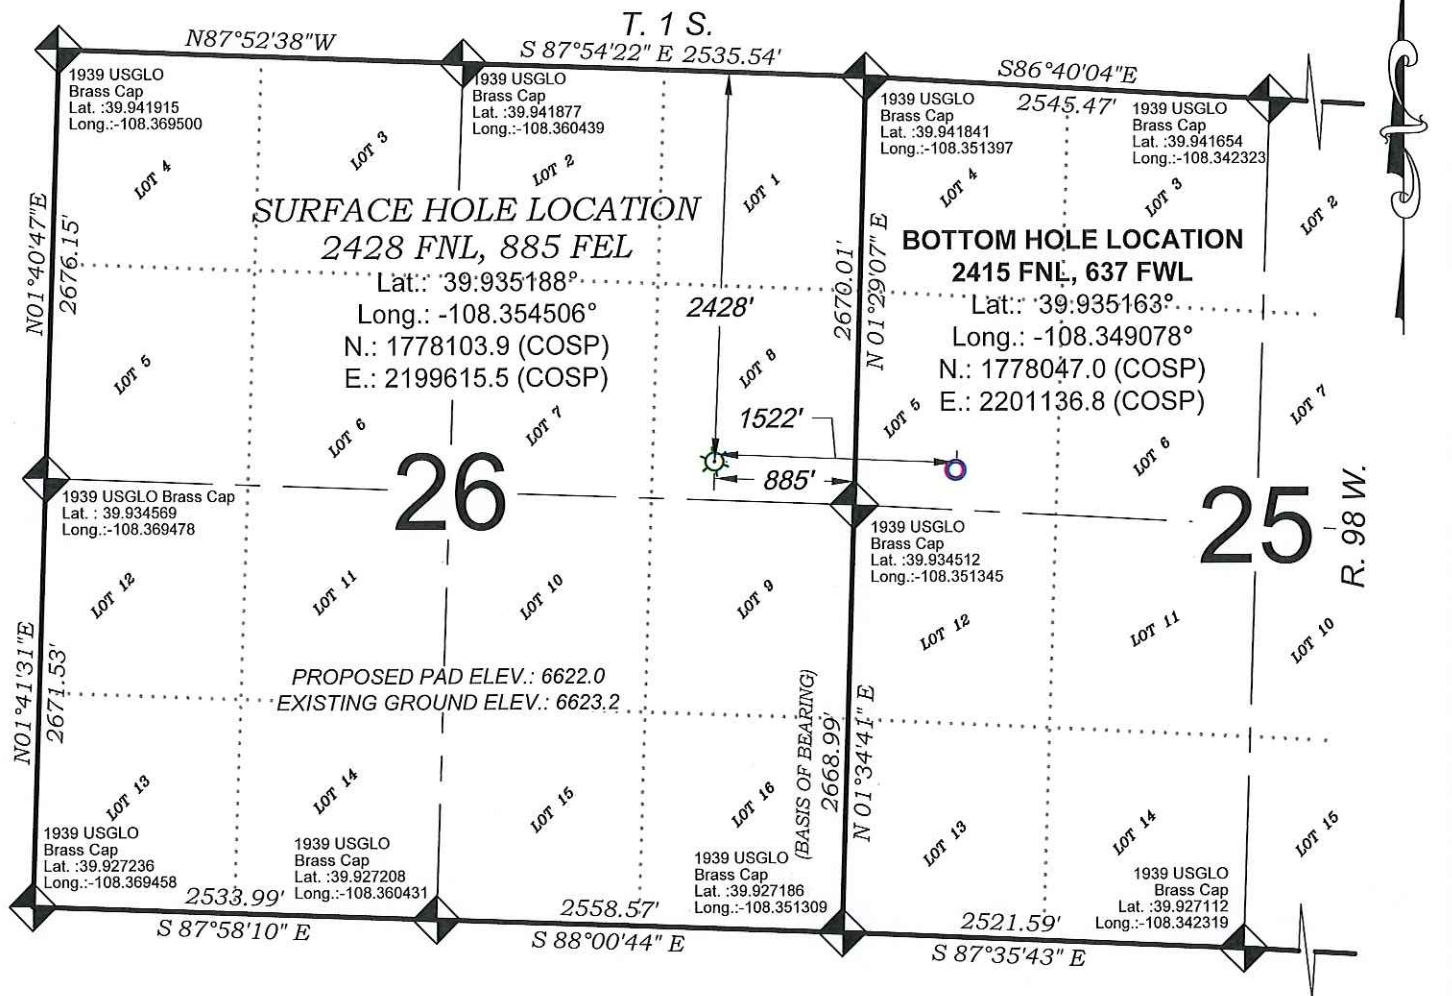 T. 1 S.
N87°52'38"W
S 87°54'22" E 2535.54'
S86°40'04"E
2545.47'
1939 USGLO
Brass Cap
Lat. :39.941915
Long.:-108.369500
1939 USGLO
Brass Cap
Lat. :39.941877
Long.:-108.360439
1939 USGLO
Brass Cap
Lat. :39.941841
Long.:-108.351397
1939 USGLO
Brass Cap
Lat. :39.941654
Long.:-108.342323
LOT 4
LOT 3
LOT 2
LOT 1
LOT 4
LOT 3
LOT 2
N01°40'47"E
2676.15'
SURFACE HOLE LOCATION
2428 FNL, 885 FEL
Lat.: 39.935188°
Long.: -108.354506°
N.: 1778103.9 (COSP)
E.: 2199615.5 (COSP)
2428'
2670.01'
N 01°29'07" E
BOTTOM HOLE LOCATION
2415 FNL, 637 FWL
Lat.: 39.935163°
Long.: -108.349078°
N.: 1778047.0 (COSP)
E.: 2201136.8 (COSP)
LOT 5
LOT 6
LOT 7
LOT 8
LOT 5
LOT 6
LOT 7
1522'
885'
26
25
R. 98 W.
1939 USGLO Brass Cap
Lat. : 39.934569
Long.:-108.369478
1939 USGLO
Brass Cap
Lat. :39.934512
Long.:-108.351345
LOT 12
LOT 11
LOT 10
LOT 9
LOT 12
LOT 11
LOT 10
N01°41'31"E
2671.53'
PROPOSED PAD ELEV.: 6622.0
EXISTING GROUND ELEV.: 6623.2
(BASIS OF BEARING)
2668.99'
N 01°34'41" E
LOT 13
LOT 14
LOT 15
LOT 16
LOT 13
LOT 14
LOT 15
1939 USGLO
Brass Cap
Lat. :39.927236
Long.:-108.369458
1939 USGLO
Brass Cap
Lat. :39.927208
Long.:-108.360431
1939 USGLO
Brass Cap
Lat. :39.927186
Long.:-108.351309
1939 USGLO
Brass Cap
Lat. :39.927112
Long.:-108.342319
2533.99'
S 87°58'10" E
2558.57'
S 88°00'44" E
2521.59'
S 87°35'43" E